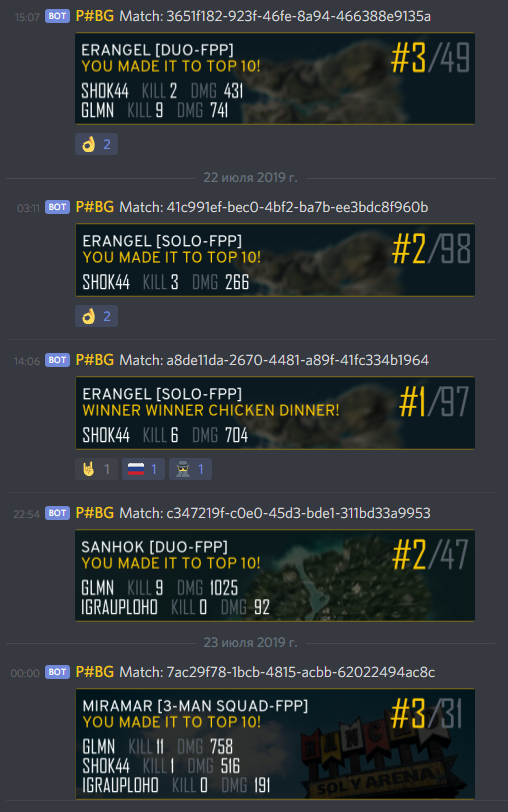 15:07 BOT P#BG Match: 3651f182-923f-46fe-8a94-466388e9135a
ERANGEL [DUO-FPP]
YOU MADE IT TO TOP 10!
#3/49
SHOK44 KILL 2 DMG 431
GLMN KILL 9 DMG 741
2
22 июля 2019 г.
03:11 BOT P#BG Match: 41c991ef-bec0-4bf2-ba7b-ee3bdc8f960b
ERANGEL [SOLO-FPP]
YOU MADE IT TO TOP 10!
#2/98
SHOK44 KILL 3 DMG 266
2
14:06 BOT P#BG Match: a8de11da-2670-4481-a89f-41fc334b1964
ERANGEL [SOLO-FPP]
WINNER WINNER CHICKEN DINNER!
#1/97
SHOK44 KILL 6 DMG 704
1 1 1
22:54 BOT P#BG Match: c347219f-c0e0-45d3-bde1-311bd33a9953
SANHOK [DUO-FPP]
YOU MADE IT TO TOP 10!
#2/47
GLMN KILL 9 DMG 1025
IGRAUPLOHO KILL 0 DMG 92
23 июля 2019 г.
00:00 BOT P#BG Match: 7ac29f78-1bcb-4815-acbb-62022494ac8c
MIRAMAR [3-MAN SQUAD-FPP]
YOU MADE IT TO TOP 10!
#3/31
GLMN KILL 11 DMG 758
SHOK44 KILL 1 DMG 516
IGRAUPLOHO KILL 0 DMG 191
SOLY ARENA